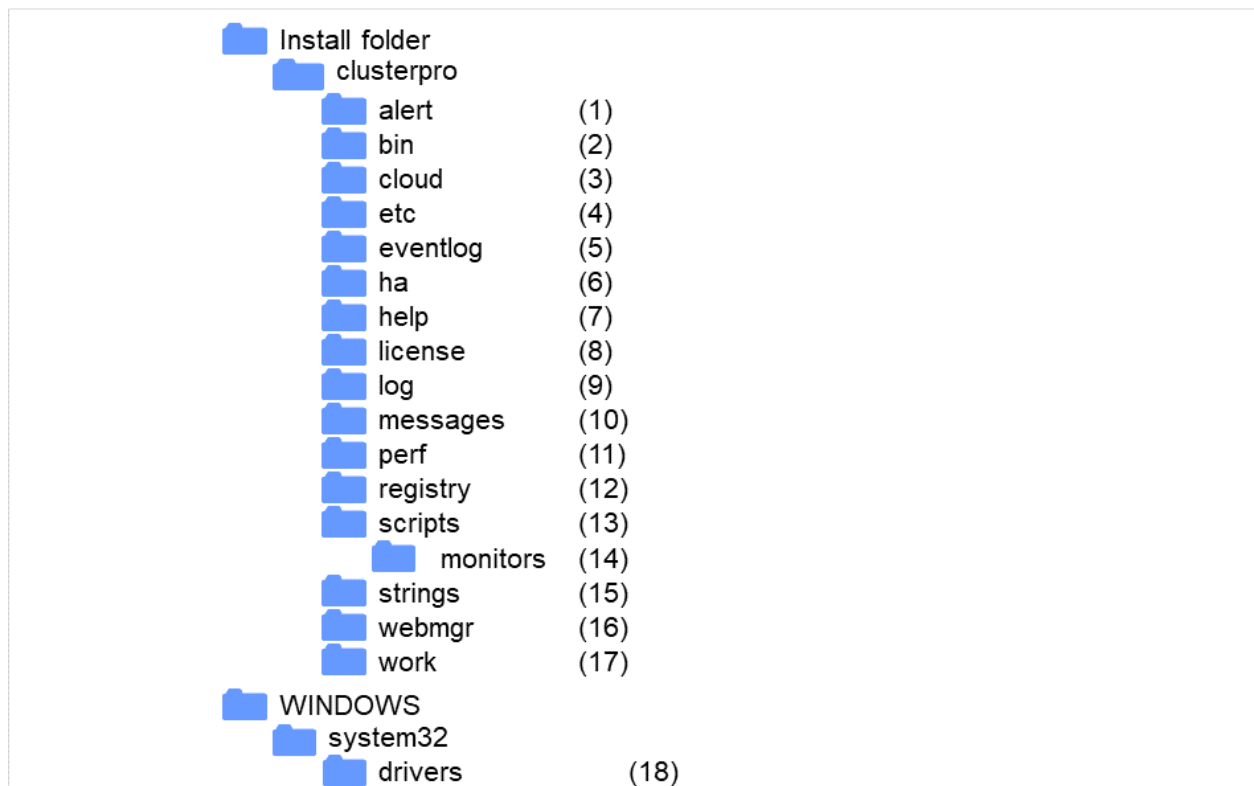 Install folder
clusterpro
alert (1)
bin (2)
cloud (3)
etc (4)
eventlog (5)
ha (6)
help (7)
license (8)
log (9)
messages (10)
perf (11)
registry (12)
scripts (13)
monitors (14)
strings (15)
webmgr (16)
work (17)
WINDOWS
system32
drivers (18)